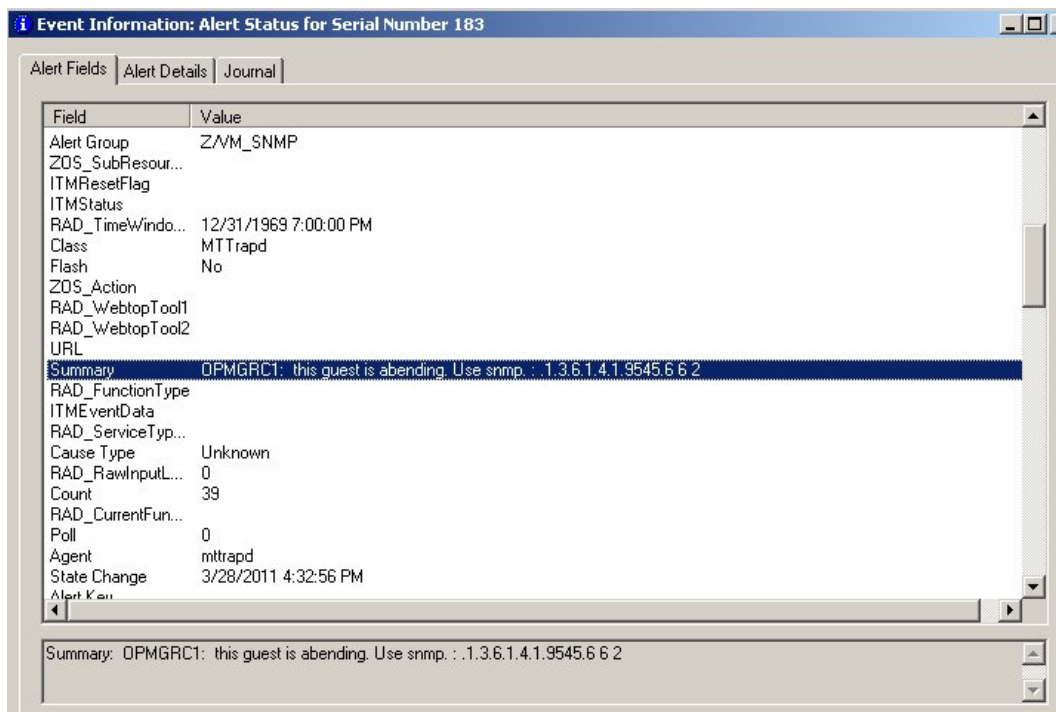 Event Information: Alert Status for Serial Number 183
Alert Fields Alert Details Journal
Field Value
Alert Group Z/VM_SNMP
ZOS_SubResour...
ITMResetFlag
ITMStatus
RAD_TimeWindo... 12/31/1969 7:00:00 PM
Class MTTrapd
Flash No
ZOS_Action
RAD_WebtopTool1
RAD_WebtopTool2
URL
Summary OPMGRC1: this guest is abending. Use snmp. : .1.3.6.1.4.1.9545.6 6 2
RAD_FunctionType
ITMEventData
RAD_ServiceTyp...
Cause Type Unknown
RAD_RawInputL... 0
Count 39
RAD_CurrentFun...
Poll 0
Agent mttrapd
State Change 3/28/2011 4:32:56 PM
Alert Key
Summary: OPMGRC1: this guest is abending. Use snmp. : .1.3.6.1.4.1.9545.6 6 2